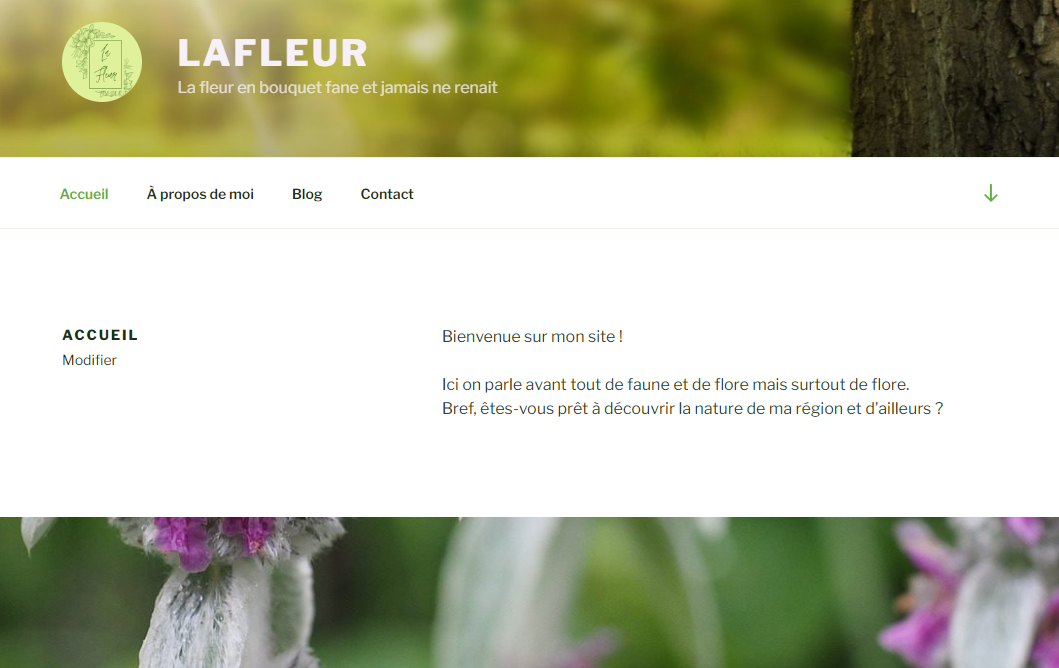 La
Fleur
LAFLEUR
La fleur en bouquet fane et jamais ne renait
Accueil
À propos de moi
Blog
Contact
ACCUEIL
Modifier
Bienvenue sur mon site !
Ici on parle avant tout de faune et de flore mais surtout de flore.
Bref, êtes-vous prêt à découvrir la nature de ma région et d'ailleurs ?